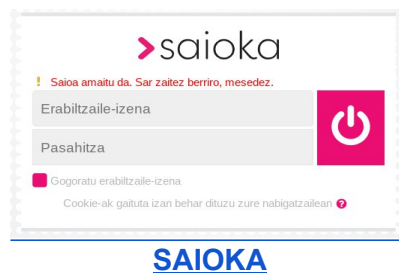 saioka
Saioa amaitu da. Sar zaitez berriro, mesedez.
Erabiltzaile-izena
Pasahitza
Gogoratu erabiltzaile-izena
Cookie-ak gaituta izan behar dituzu zure nabigatzailean
SAIOKA